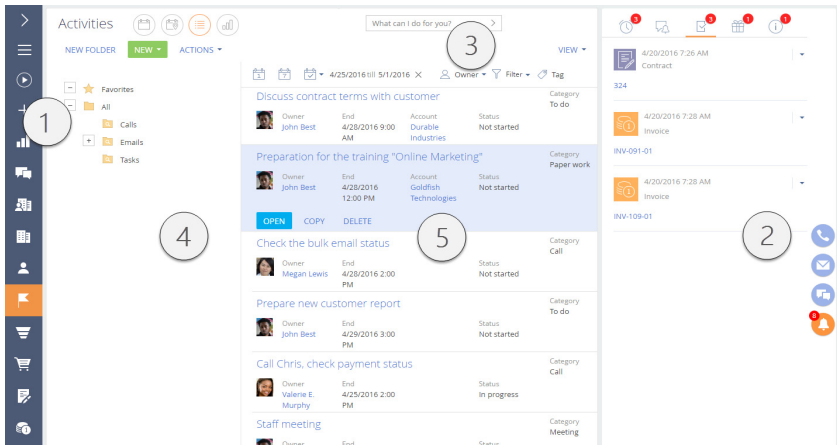 Activities
What can I do for you?
3
3
1
1
NEW FOLDER
NEW
ACTIONS
3
VIEW
4/25/2016 till 5/1/2016
Owner
Filter
Tag
Favorites
All
Calls
Emails
Tasks
1
4
Discuss contract terms with customer
Category
To do
Owner
John Best
End
4/28/2016 9:00
AM
Account
Durable
Industries
Status
Not started
Preparation for the training "Online Marketing"
Category
Paper work
Owner
John Best
End
4/28/2016
12:00 PM
Account
Goldfish
Technologies
Status
Not started
OPEN
COPY
DELETE
5
Check the bulk email status
Category
Call
Owner
Megan Lewis
End
4/28/2016 2:00
PM
Status
Not started
Prepare new customer report
Category
To do
Owner
John Best
End
4/29/2016 3:00
PM
Status
Not started
Call Chris, check payment status
Category
Call
Owner
Valerie E.
Murphy
End
4/25/2016 2:00
PM
Status
In progress
Staff meeting
Category
Meeting
Owner
End
Status
4/20/2016 7:26 AM
Contract
324
4/20/2016 7:28 AM
Invoice
INV-091-01
4/20/2016 7:28 AM
Invoice
INV-109-01
2
8